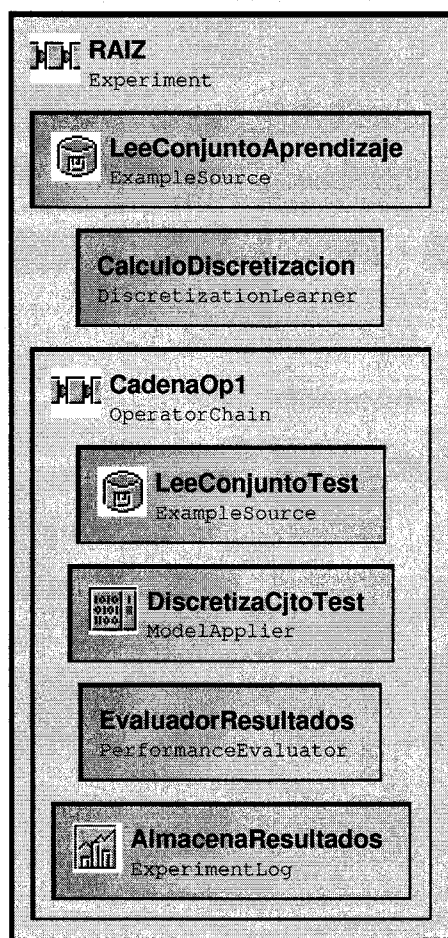 RAIZ
Experiment
LeeConjuntoAprendizaje
ExampleSource
CalculoDiscretizacion
DiscretizationLearner
CadenaOp1
OperatorChain
LeeConjuntoTest
ExampleSource
DiscretizaCjtoTest
ModelApplier
EvaluadorResultados
PerformanceEvaluator
AlmacenaResultados
ExperimentLog